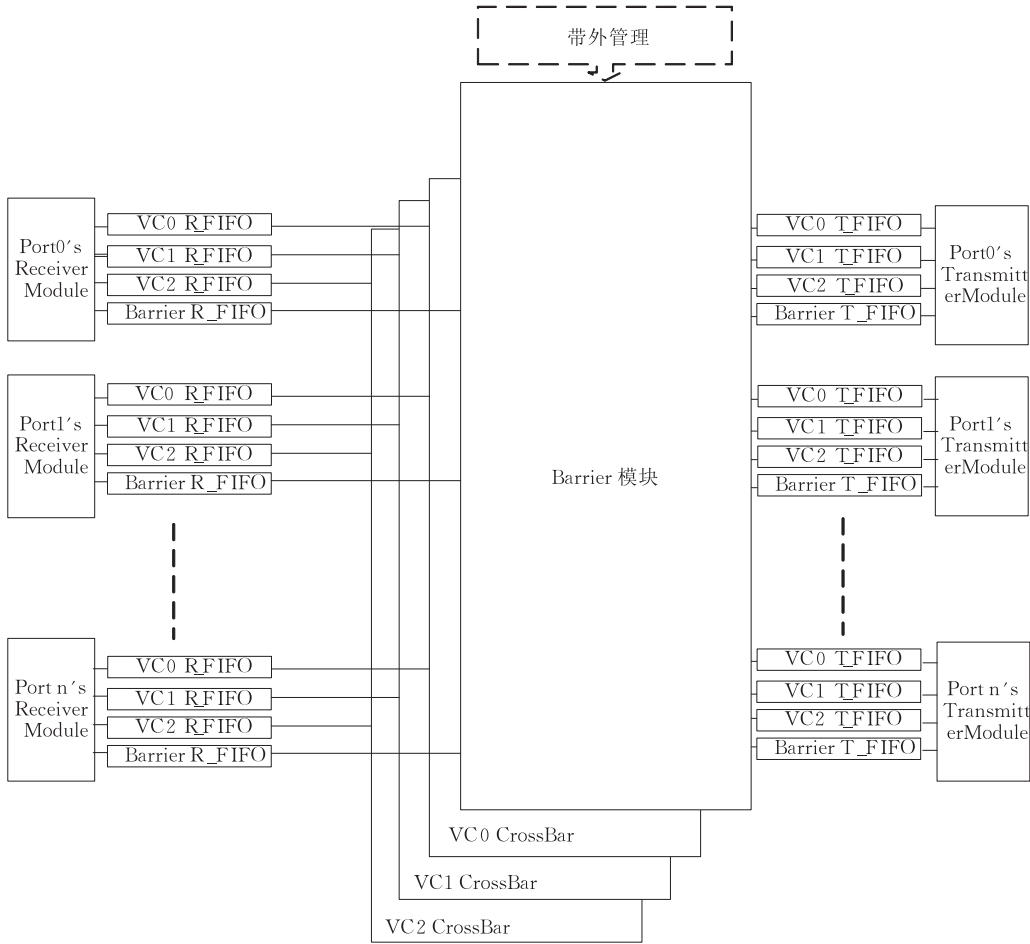 带外管理
Port0's
Receiver
Module
VC0 R_FIFO
VC1 R_FIFO
VC2 R_FIFO
Barrier R_FIFO
VC0 T_FIFO
VC1 T_FIFO
VC2 T_FIFO
Barrier T_FIFO
Port0's
Transmitt
erModule
Port1's
Receiver
Module
VC0 R_FIFO
VC1 R_FIFO
VC2 R_FIFO
Barrier R_FIFO
Barrier 模块
VC0 T_FIFO
VC1 T_FIFO
VC2 T_FIFO
Barrier T_FIFO
Port1's
Transmitt
erModule
Port n's
Receiver
Module
VC0 R_FIFO
VC1 R_FIFO
VC2 R_FIFO
Barrier R_FIFO
VC0 T_FIFO
VC1 T_FIFO
VC2 T_FIFO
Barrier T_FIFO
Port n's
Transmitt
erModule
VC0 CrossBar
VC1 CrossBar
VC2 CrossBar